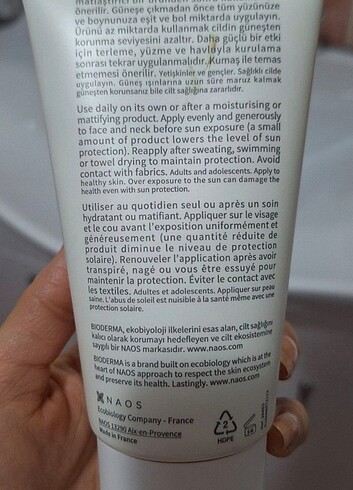 matlaştırıcı bir üründen sonra
önerilir. Güneşe çıkmadan önce tüm yüzünüze
ve boynunuza eşit ve bol miktarda uygulayın.
Ürünü az miktarda kullanmak cildin güneşten
korunma seviyesini azaltır. Daha güçlü bir etki
için terleme, yüzme ve havluyla kurulama
sonrası tekrar uygulanmalıdır. Kumaş ile temas
etmemesi önerilir. Yetişkinler ve gençler. Sağlıklı cilde
uygulayın. Güneş ışınlarına uzun süre maruz kalmak
güneşten korunsanız bile cilt sağlığına zararlıdır.
Use daily on its own or after a moisturising or
mattifying product. Apply evenly and generously
to face and neck before sun exposure (a small
amount of product lowers the level of sun
protection). Reapply after sweating, swimming
or towel drying to maintain protection. Avoid
contact with fabrics. Adults and adolescents. Apply to
healthy skin. Over exposure to the sun can damage the
health even with sun protection.
Utiliser au quotidien seul ou après un soin
hydratant ou matifiant. Appliquer sur le visage
et le cou avant l'exposition uniformément et
généreusement (une quantité réduite de
produit diminue le niveau de protection
solaire). Renouveler l'application après avoir
transpiré, nagé ou vous être essuyé pour
maintenir la protection. Éviter le contact avec
les textiles. Adultes et adolescents. Appliquer sur peau
saine. L'abus de soleil est nuisible à la santé même avec une
protection solaire.
BIODERMA, ekobiyoloji ilkelerini esas alan, cilt sağlığını
kalıcı olarak korumayı hedefleyen ve cilt ekosistemine
saygılı bir NAOS markasıdır. www.naos.com
BIODERMA is a brand built on ecobiology which is at the
heart of NAOS approach to respect the skin ecosystem
and preserve its health. Lastingly. www.naos.com
NAOS
Ecobiology Company - France
NAOS 13290 Aix-en-Provence
Made in France
2
HDPE